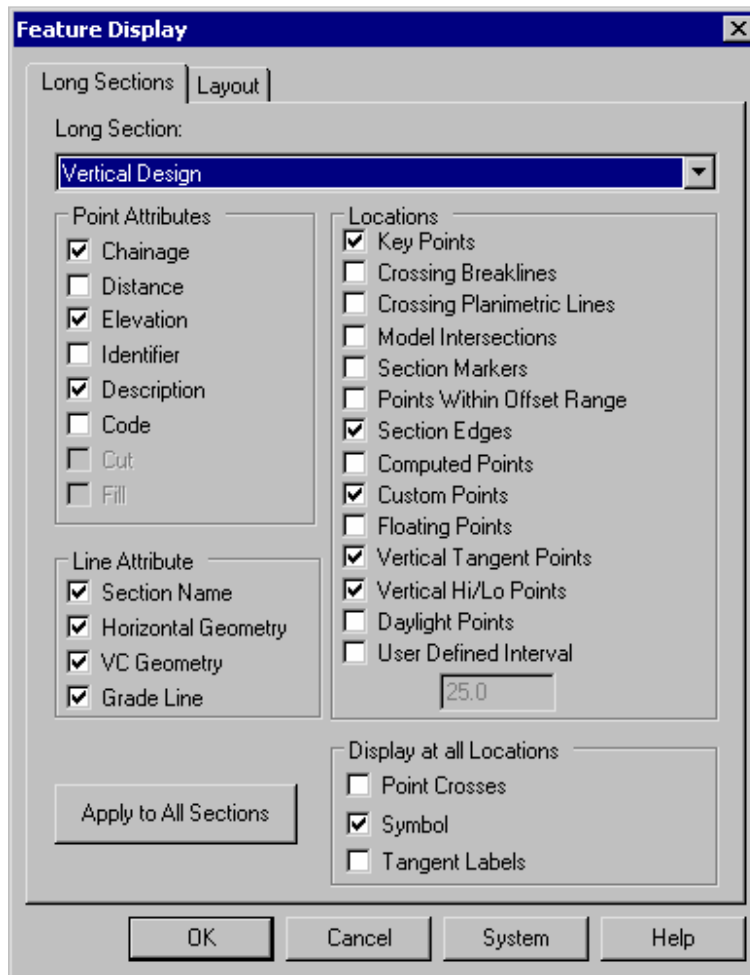 Feature Display
Long Sections
Layout
Long Section:
Vertical Design
Point Attributes
Chainage
Distance
Elevation
Identifier
Description
Code
Cut
Fill
Line Attribute
Section Name
Horizontal Geometry
VC Geometry
Grade Line
Apply to All Sections
Locations
Key Points
Crossing Breaklines
Crossing Planimetric Lines
Model Intersections
Section Markers
Points Within Offset Range
Section Edges
Computed Points
Custom Points
Floating Points
Vertical Tangent Points
Vertical Hi/Lo Points
Daylight Points
User Defined Interval
25.0
Display at all Locations
Point Crosses
Symbol
Tangent Labels
OK
Cancel
System
Help